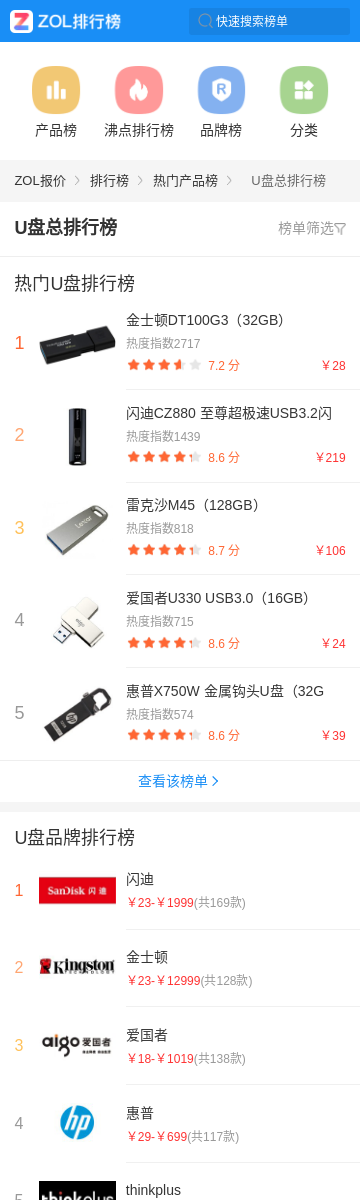 ZOL排行榜
快速搜索榜单
产品榜
沸点排行榜
品牌榜
分类
ZOL报价
排行榜
热门产品榜
U盘总排行榜
U盘总排行榜
榜单筛选
热门U盘排行榜
1
金士顿DT100G3（32GB）
热度指数2717
7.2 分
￥28
2
闪迪CZ880 至尊超极速USB3.2闪
热度指数1439
8.6 分
￥219
3
雷克沙M45（128GB）
热度指数818
8.7 分
￥106
4
爱国者U330 USB3.0（16GB）
热度指数715
8.6 分
￥24
5
惠普X750W 金属钩头U盘（32G
热度指数574
8.6 分
￥39
查看该榜单
U盘品牌排行榜
1
SanDisk 闪迪
闪迪
￥23-￥1999(共169款)
2
Kingston
TECHNOLOGY
金士顿
￥23-￥12999(共128款)
3
aigo 爱国者
爱国者
￥18-￥1019(共138款)
4
hp
惠普
￥29-￥699(共117款)
5
thinkplus
thinkplus